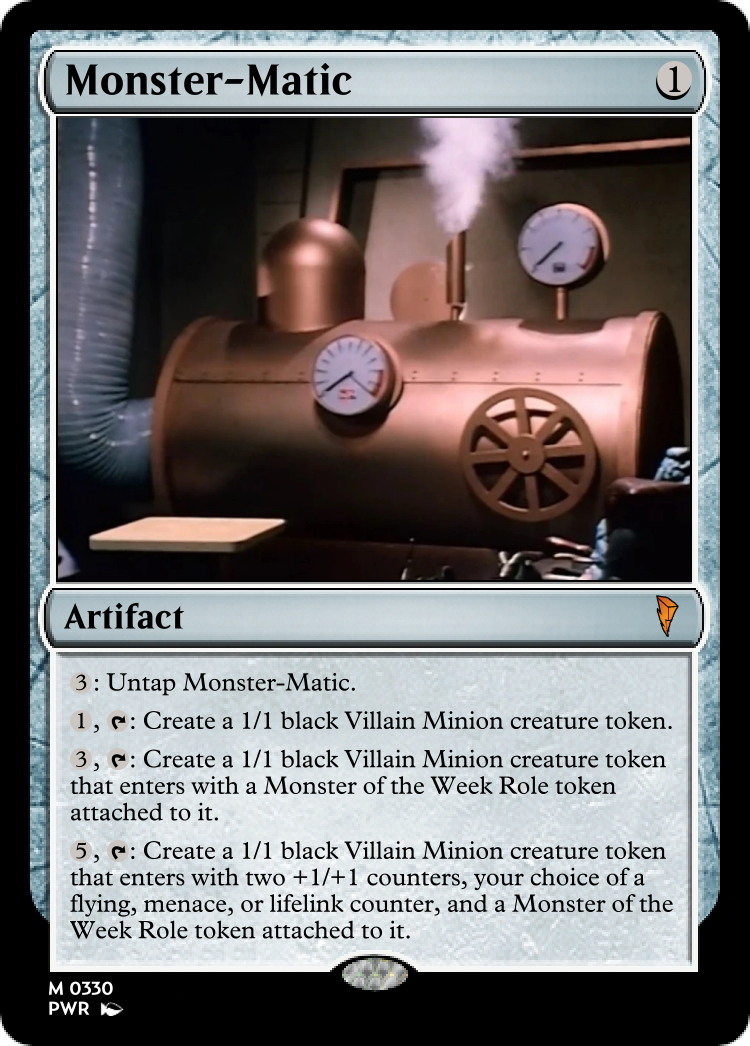 Monster-Matic 1
Artifact
3: Untap Monster-Matic.
1, : Create a 1/1 black Villain Minion creature token.
3, : Create a 1/1 black Villain Minion creature token
that enters with a Monster of the Week Role token
attached to it.
5, : Create a 1/1 black Villain Minion creature token
that enters with two +1/+1 counters, your choice of a
flying, menace, or lifelink counter, and a Monster of the
Week Role token attached to it.
M 0330
PWR